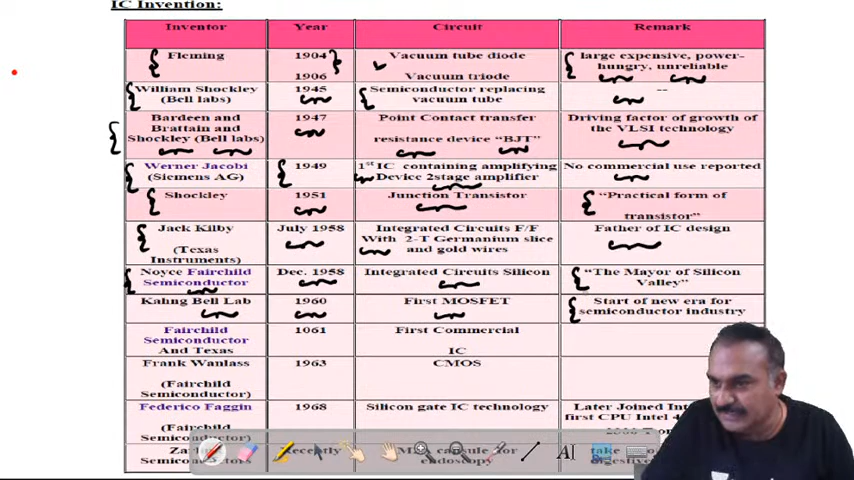 IC Invention:
Inventor Year Circuit Remark
Fleming 1904 Vacuum tube diode large expensive, power-
hungry, unreliable
1906 Vacuum triode
William Shockley 1945 Semiconductor replacing --
(Bell labs) vacuum tube
Bardeen and 1947 Point Contact transfer Driving factor of growth of
Brattain and the VLSI technology
Shockley (Bell labs) resistance device "BJT"
Werner Jacobi 1949 1st IC containing amplifying No commercial use reported
(Siemens AG) Device 2stage amplifier
Shockley 1951 Junction Transistor "Practical form of
transistor"
Jack Kilby July 1958 Integrated Circuits F/F Father of IC design
With 2-T Germanium slice
(Texas and gold wires
Instruments)
Noyce Fairchild Dec. 1958 Integrated Circuits Silicon "The Mayor of Silicon
Semiconductor Valley"
Kahng Bell Lab 1960 First MOSFET Start of new era for
semiconductor industry
Fairchild 1061 First Commercial
Semiconductor
And Texas IC
Frank Wanlass 1963 CMOS
(Fairchild
Semiconductor)
Federico Faggin 1968 Silicon gate IC technology Later Joined
first CPU Intel
(Fairchild
Recently capsule for
endoscopy